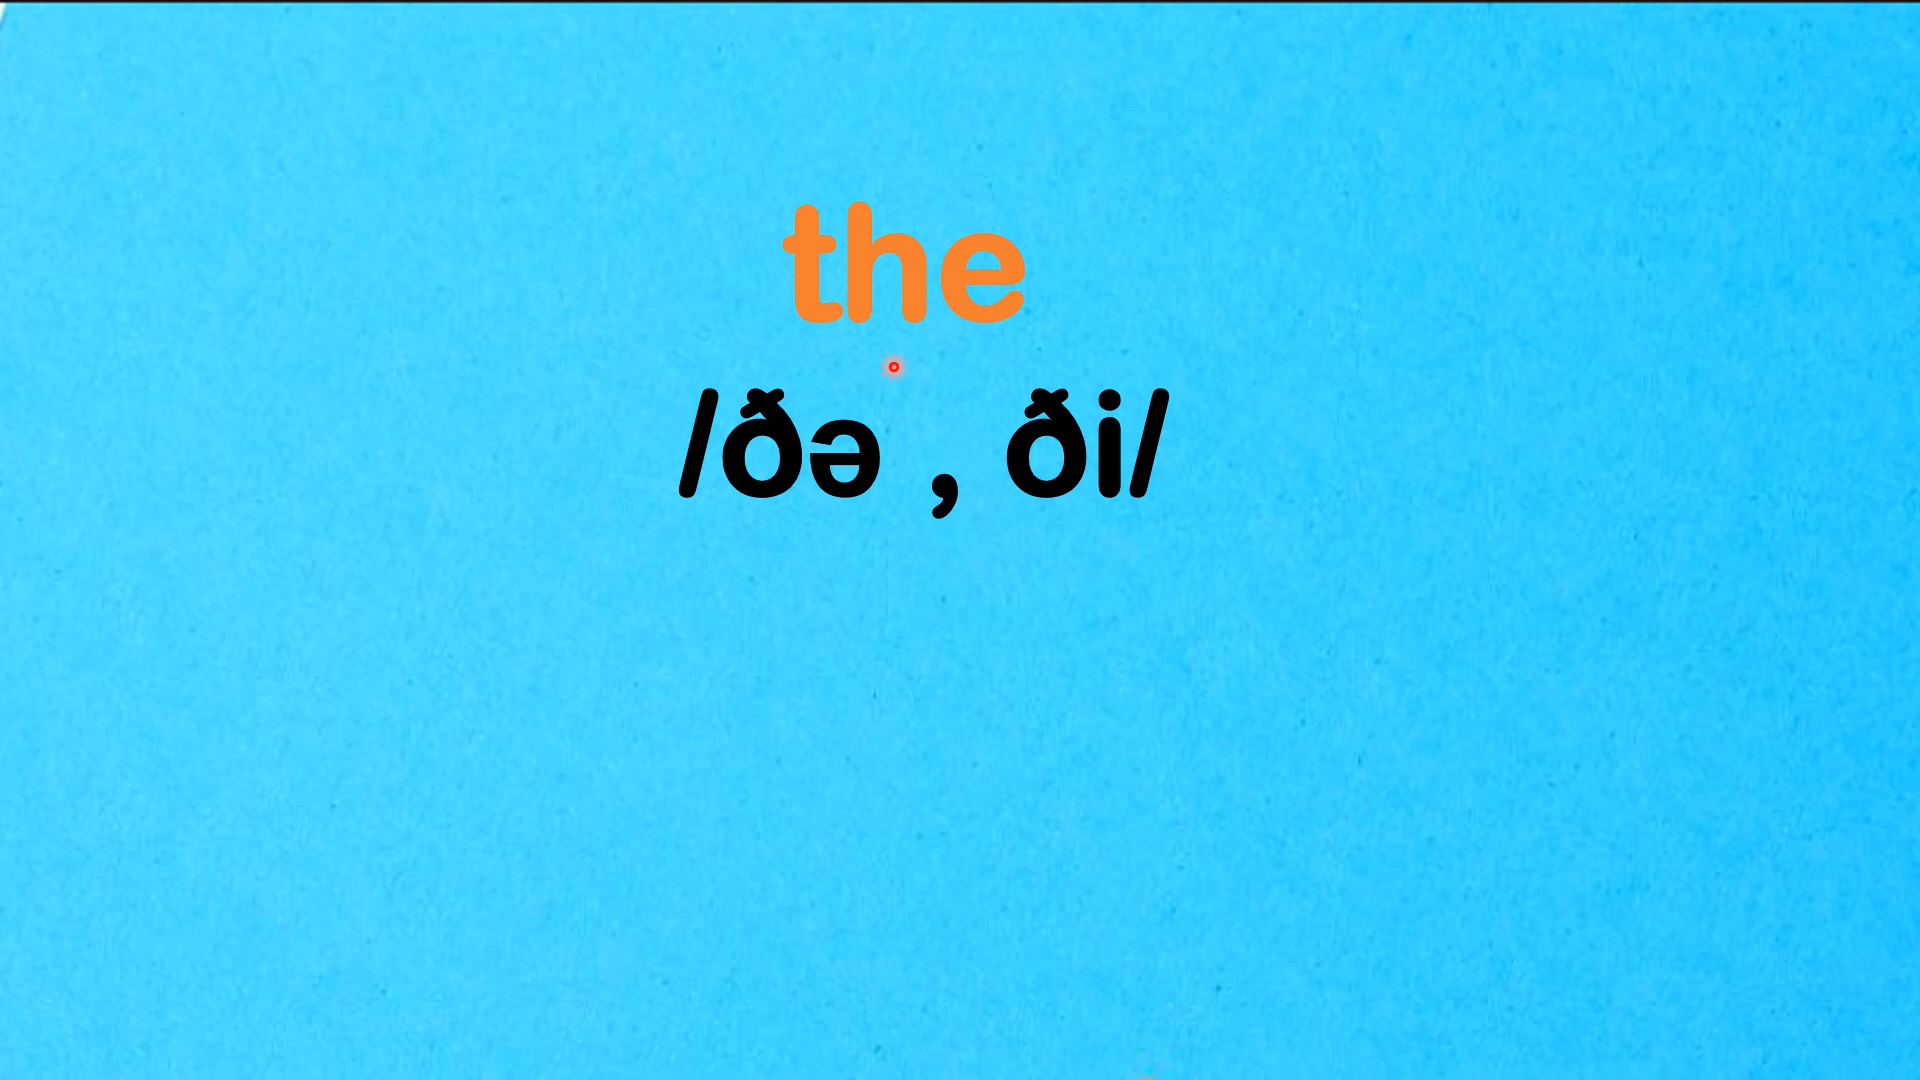 the
/ðə , ði/